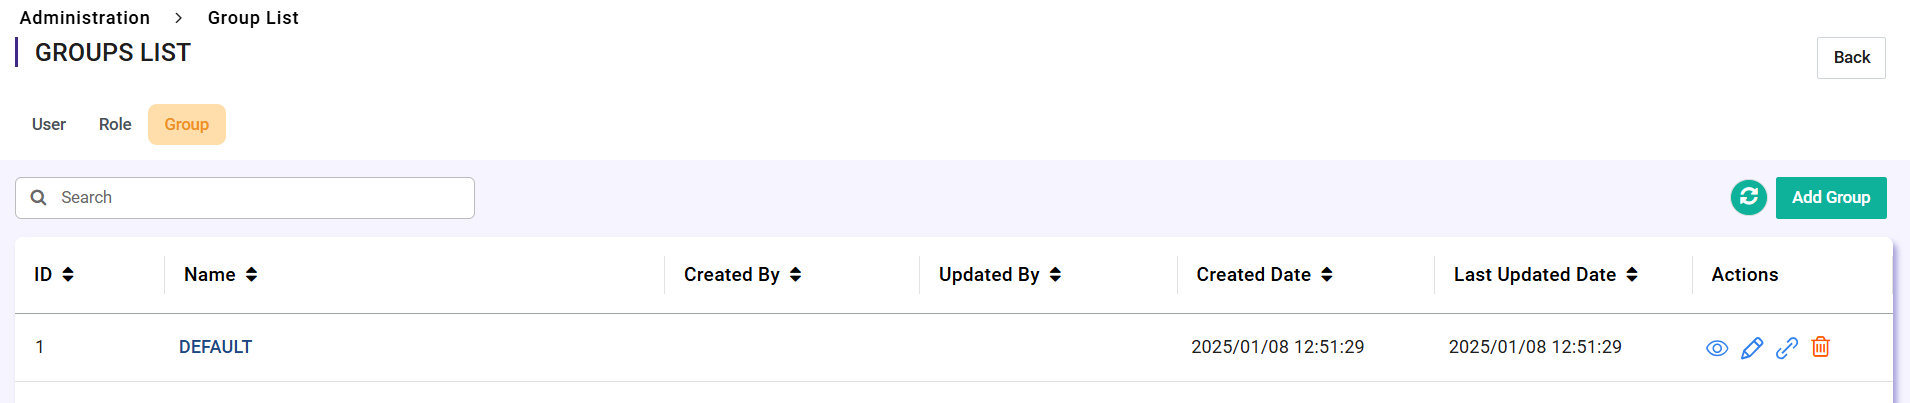 Administration > Group List
GROUPS LIST
Back
User Role Group
Search
Add Group
ID Name Created By Updated By Created Date Last Updated Date Actions
1 DEFAULT 2025/01/08 12:51:29 2025/01/08 12:51:29